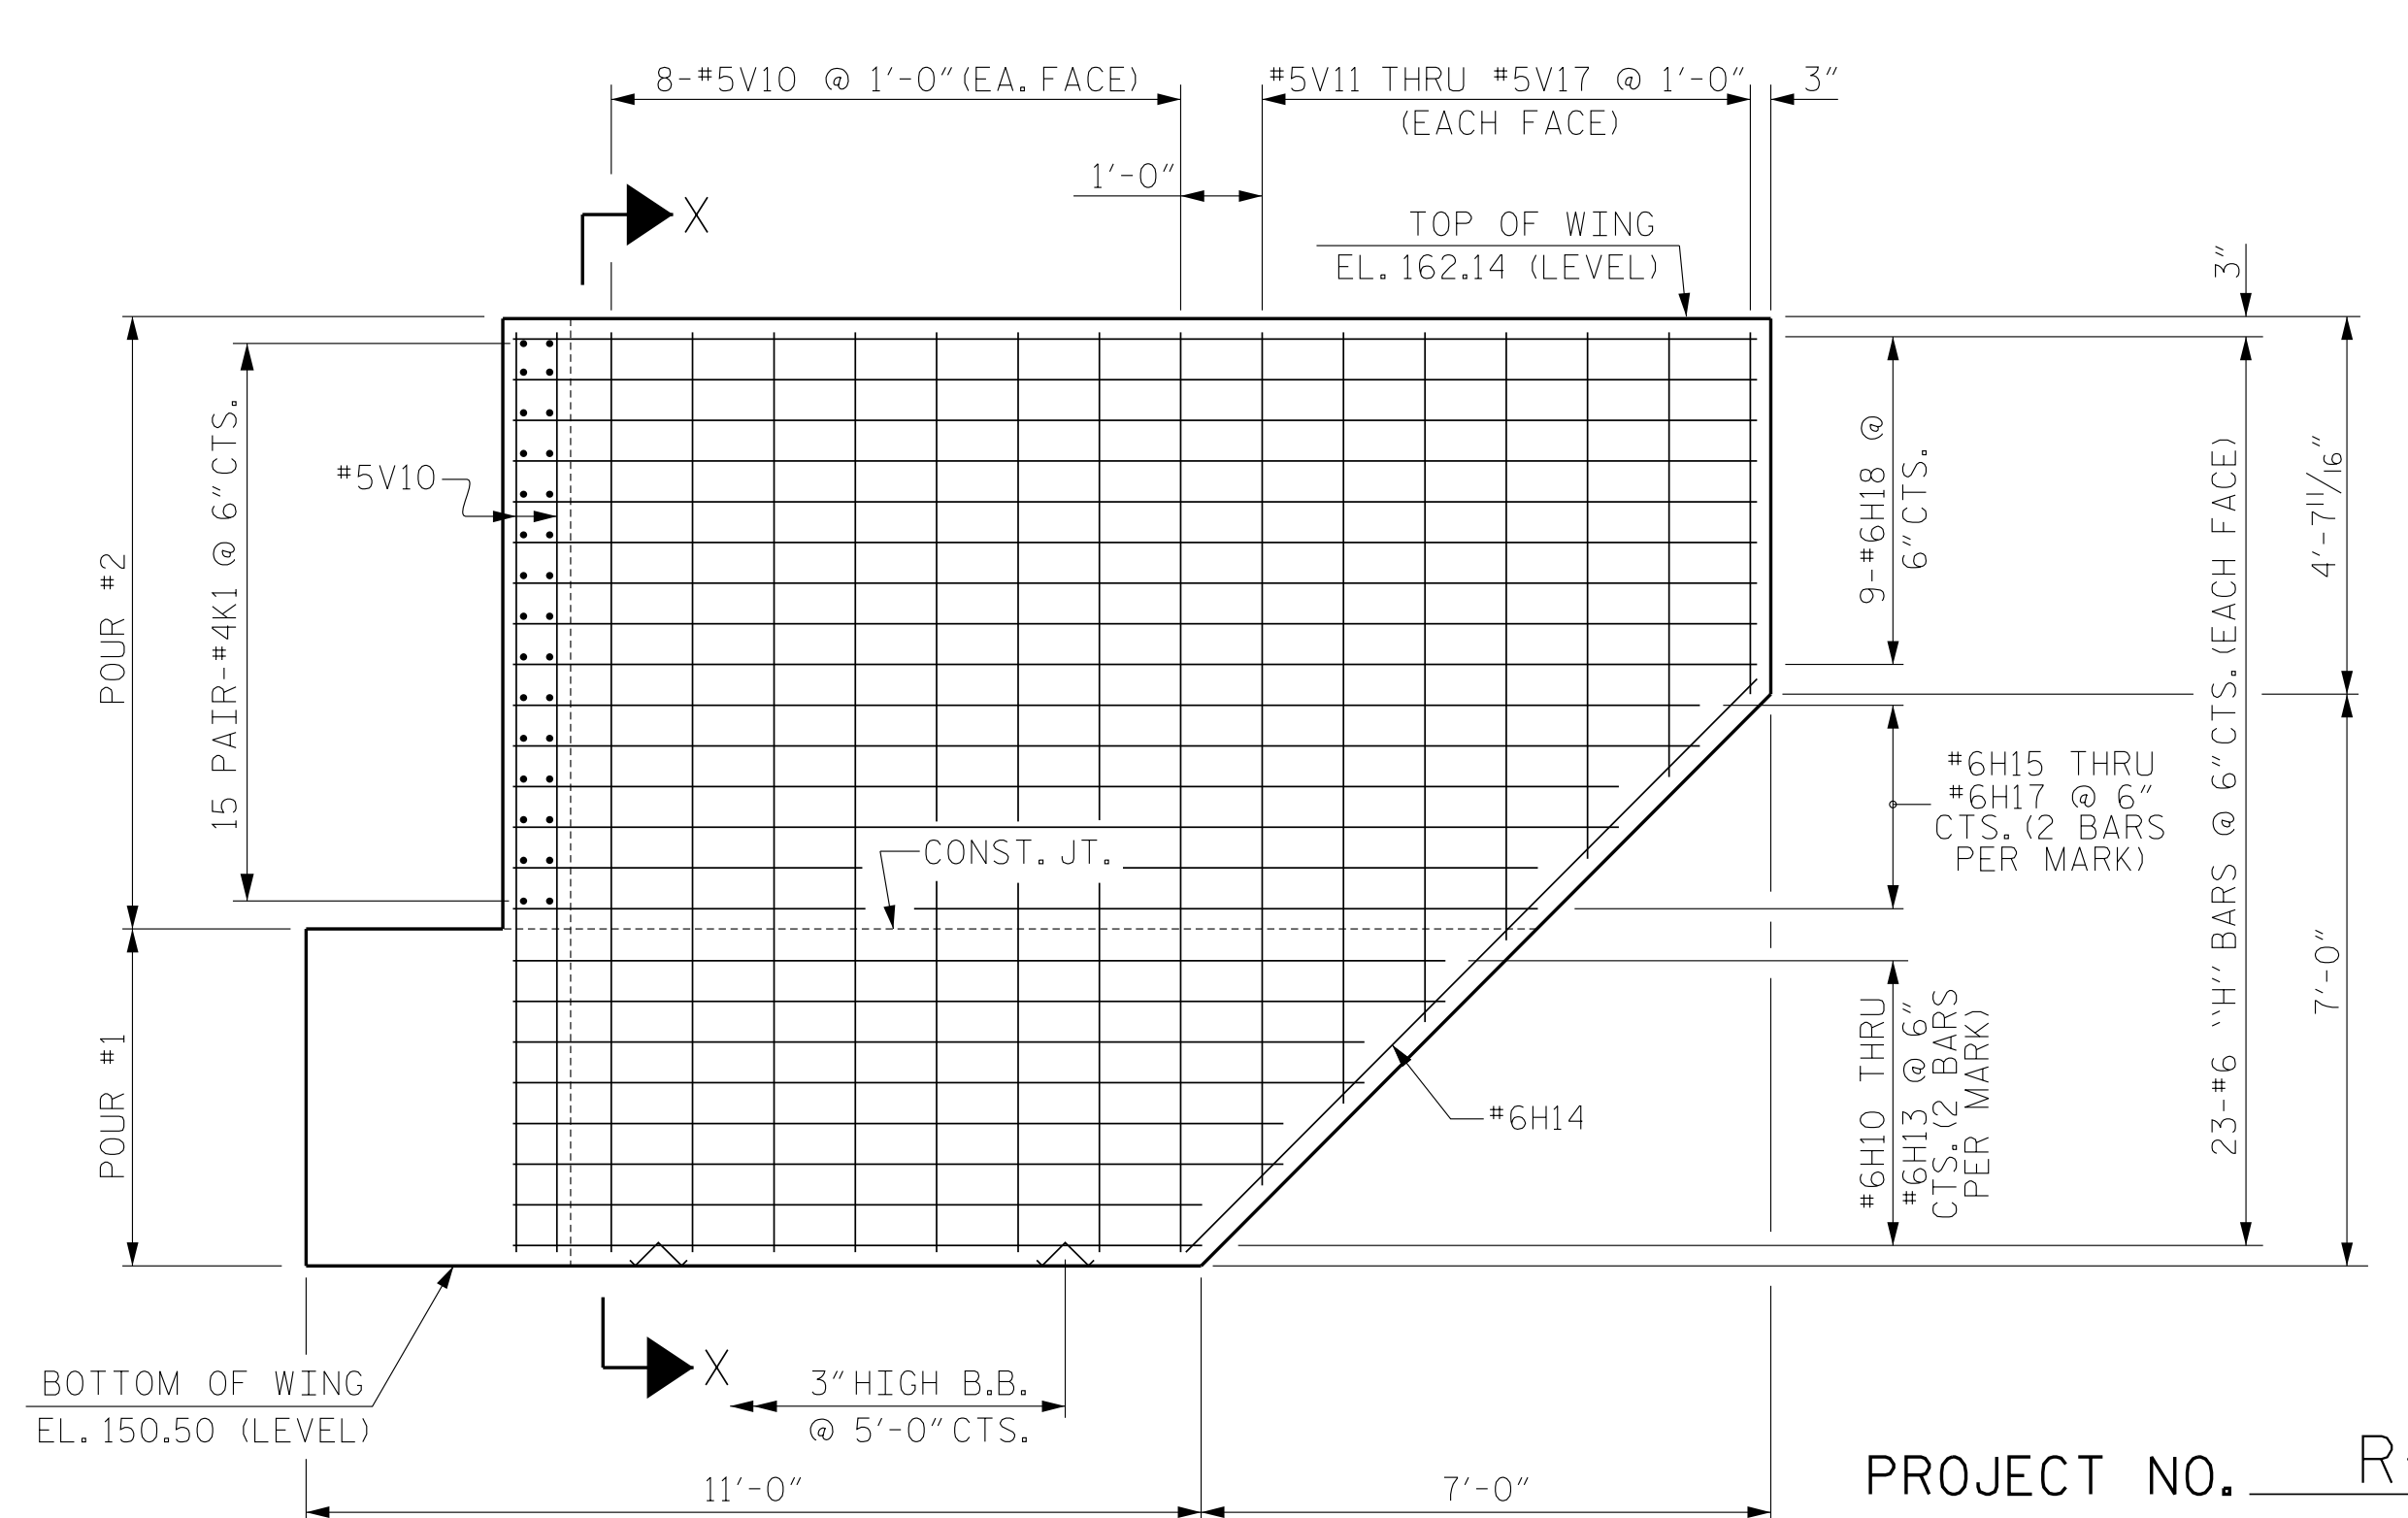 8-#5V10 @ 1'-0"(EA. FACE)
#5V11 THRU #5V17 @ 1'-0"
(EACH FACE)
3"
1'-0"
X
TOP OF WING
EL. 162.14 (LEVEL)
3"
POUR #2
15 PAIR-#4K1 @ 6"CTS.
#5V10
9-#6H18 @
6"CTS.
4'-7 11/16"
23-#6 ``H'' BARS @ 6"CTS.(EACH FACE)
#6H15 THRU
#6H17 @ 6"
CTS.(2 BARS
PER MARK)
CONST. JT.
7'-0"
POUR #1
#6H10 THRU
#6H13 @ 6"
CTS.(2 BARS
PER MARK)
#6H14
X
BOTTOM OF WING
EL. 150.50 (LEVEL)
3"HIGH B.B.
@ 5'-0"CTS.
11'-0"
7'-0"
PROJECT NO.